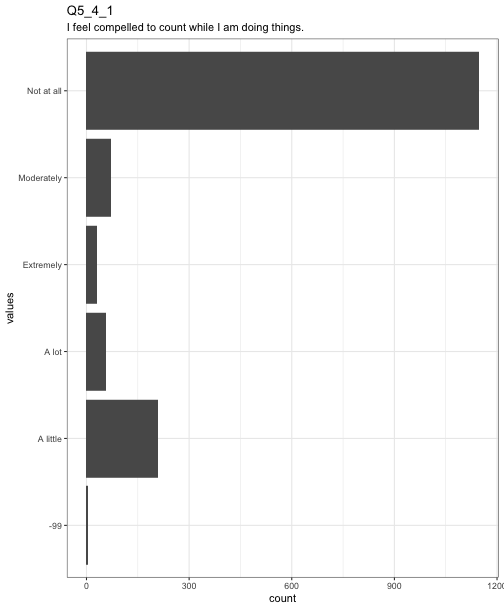 Q5_4_1
I feel compelled to count while I am doing things.
Not at all
Moderately
Extremely
A lot
A little
-99
values
0 300 600 900 1200
count